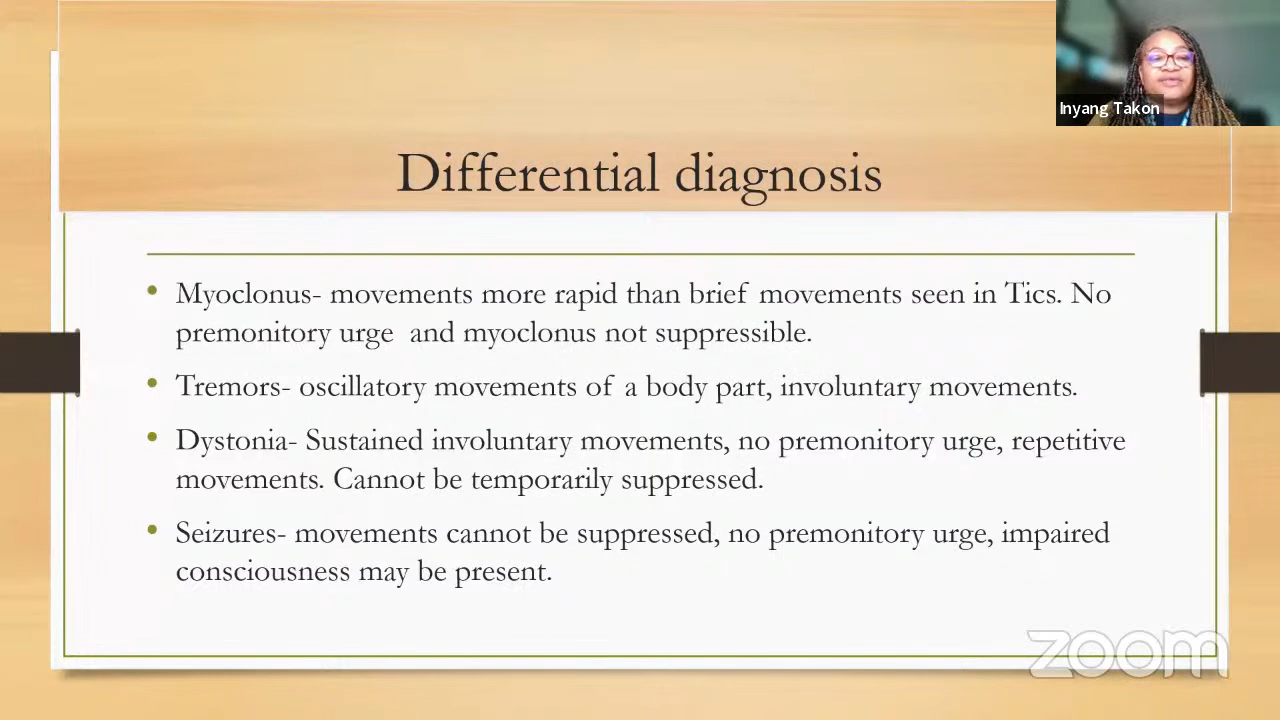 Inyang Takon
Differential diagnosis
• Myoclonus- movements more rapid than brief movements seen in Tics. No
premonitory urge and myoclonus not suppressible.
• Tremors- oscillatory movements of a body part, involuntary movements.
• Dystonia- Sustained involuntary movements, no premonitory urge, repetitive
movements. Cannot be temporarily suppressed.
• Seizures- movements cannot be suppressed, no premonitory urge, impaired
consciousness may be present.
zoom